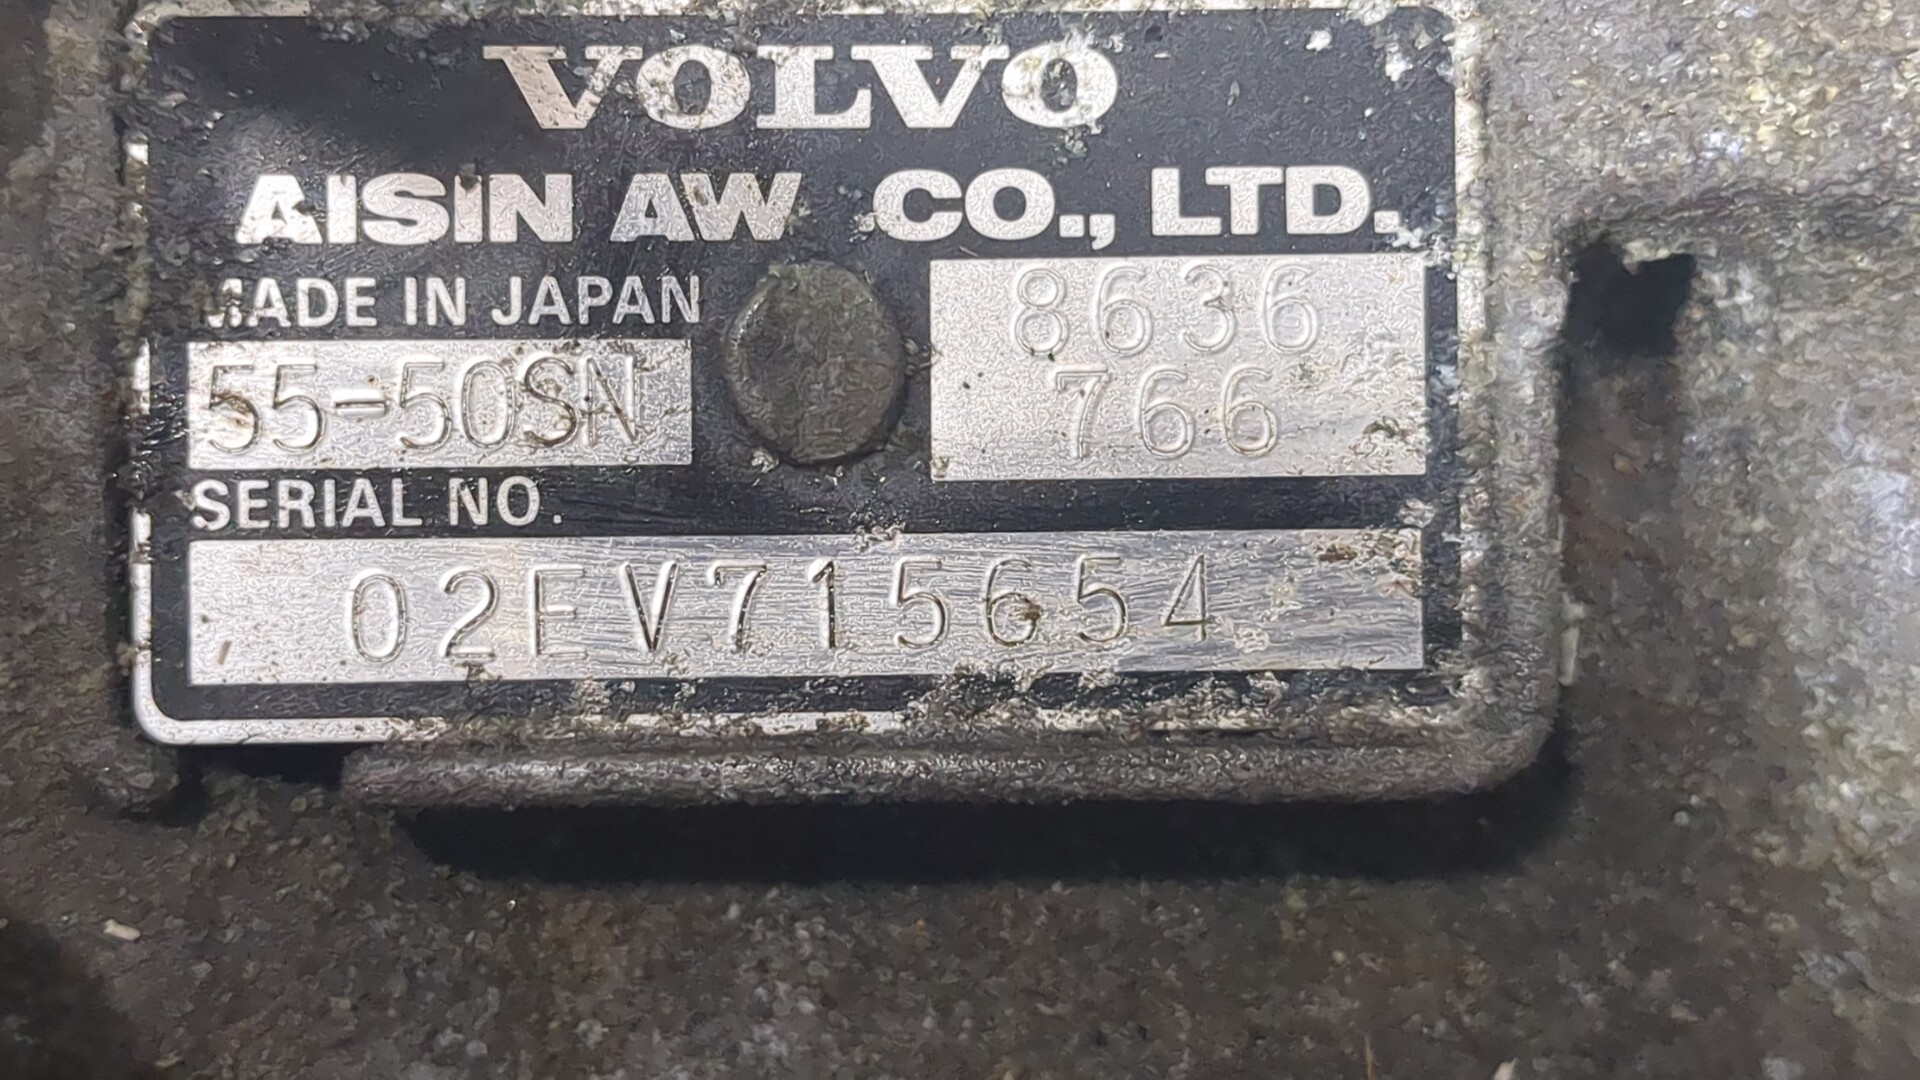 VOLVO
AISIN AW CO., LTD.
MADE IN JAPAN
8636
766
55-50SN
SERIAL NO.
02EV715654